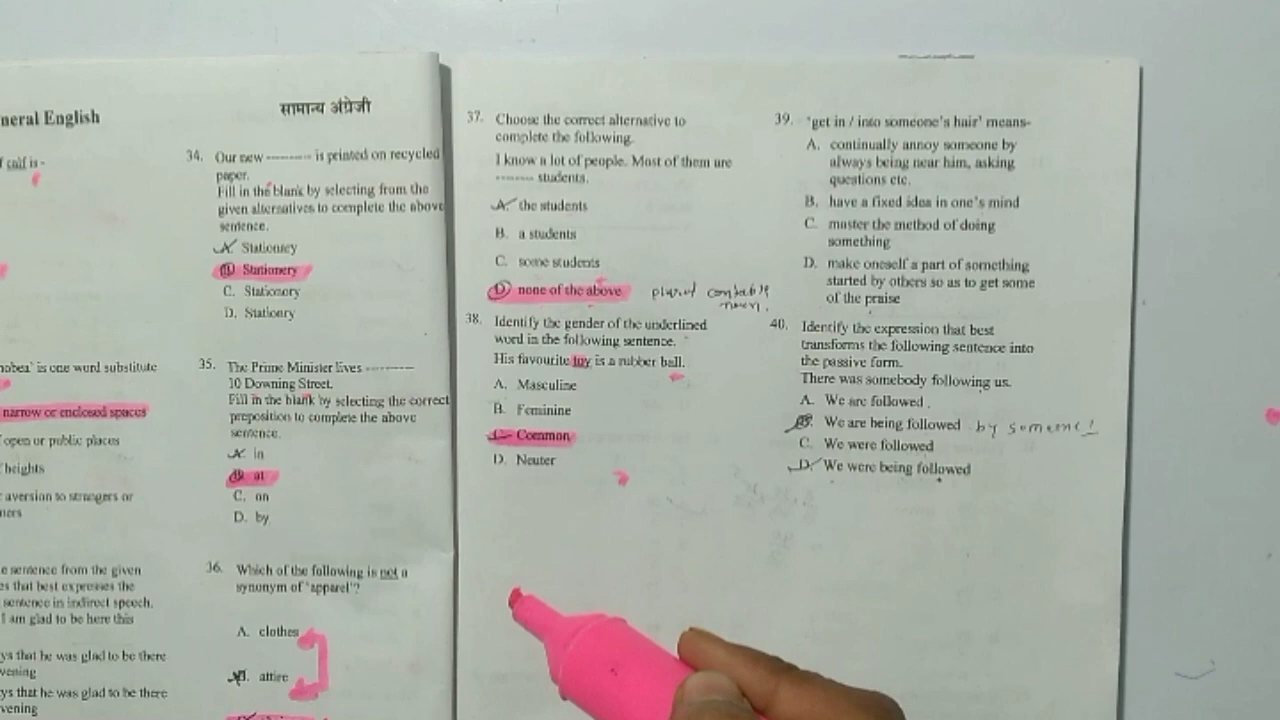 neral English
सामान्य अंग्रेजी
f calf is -
nobea' is one word substitute
narrow or enclosed spaces
open or public places
heights
aversion to strangers or
ners
e sentence from the given
es that best expresses the
sentence in indirect speech.
I am glad to be here this
ys that he was glad to be there
vening
ys that he was glad to be there
vening
34. Our new ---------- is printed on recycled
paper.
Fill in the blank by selecting from the
given alternatives to complete the above
sentence.
A. Stationary
B. Stationery
C. Stationory
D. Stationry
35. The Prime Minister lives ----------
10 Downing Street.
Fill in the blank by selecting the correct
preposition to complete the above
sentence.
A. in
B. at
C. on
D. by
36. Which of the following is not a
synonym of 'apparel'?
A. clothes
B. attire
37. Choose the correct alternative to
complete the following.
I know a lot of people. Most of them are
------- students.
A. the students
B. a students
C. some students
D. none of the above
38. Identify the gender of the underlined
word in the following sentence.
His favourite toy is a rubber ball.
A. Masculine
B. Feminine
C. Common
D. Neuter
39. 'get in / into someone's hair' means-
A. continually annoy someone by
always being near him, asking
questions etc.
B. have a fixed idea in one's mind
C. master the method of doing
something
D. make oneself a part of something
started by others so as to get some
of the praise
40. Identify the expression that best
transforms the following sentence into
the passive form.
There was somebody following us.
A. We are followed.
B. We are being followed by someone!
C. We were followed
D. We were being followed